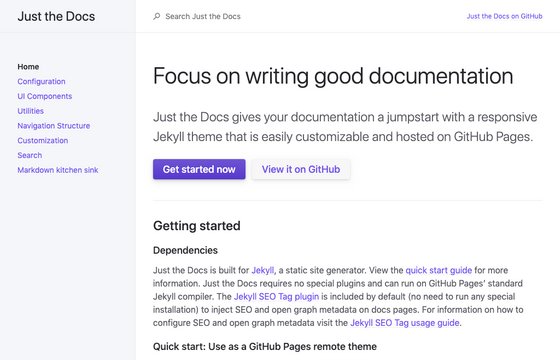 Just the Docs
Search Just the Docs
Just the Docs on GitHub
Home
Configuration
UI Components
Utilities
Navigation Structure
Customization
Search
Markdown kitchen sink
Focus on writing good documentation
Just the Docs gives your documentation a jumpstart with a responsive
Jekyll theme that is easily customizable and hosted on GitHub Pages.
Get started now
View it on GitHub
Getting started
Dependencies
Just the Docs is built for Jekyll, a static site generator. View the quick start guide for more
information. Just the Docs requires no special plugins and can run on GitHub Pages' standard
Jekyll compiler. The Jekyll SEO Tag plugin is included by default (no need to run any special
installation) to inject SEO and open graph metadata on docs pages. For information on how to
configure SEO and open graph metadata visit the Jekyll SEO Tag usage guide.
Quick start: Use as a GitHub Pages remote theme